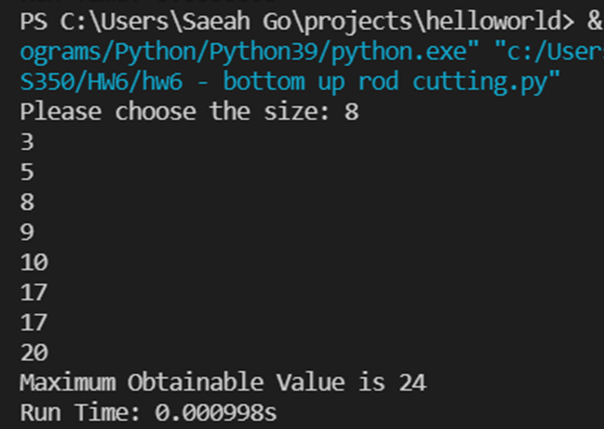 PS C:\Users\Saeah Go\projects\helloworld> &
ograms/Python/Python39/python.exe" "c:/User
S350/HW6/hw6 - bottom up rod cutting.py"
Please choose the size: 8
3
5
8
9
10
17
17
20
Maximum Obtainable Value is 24
Run Time: 0.000998s